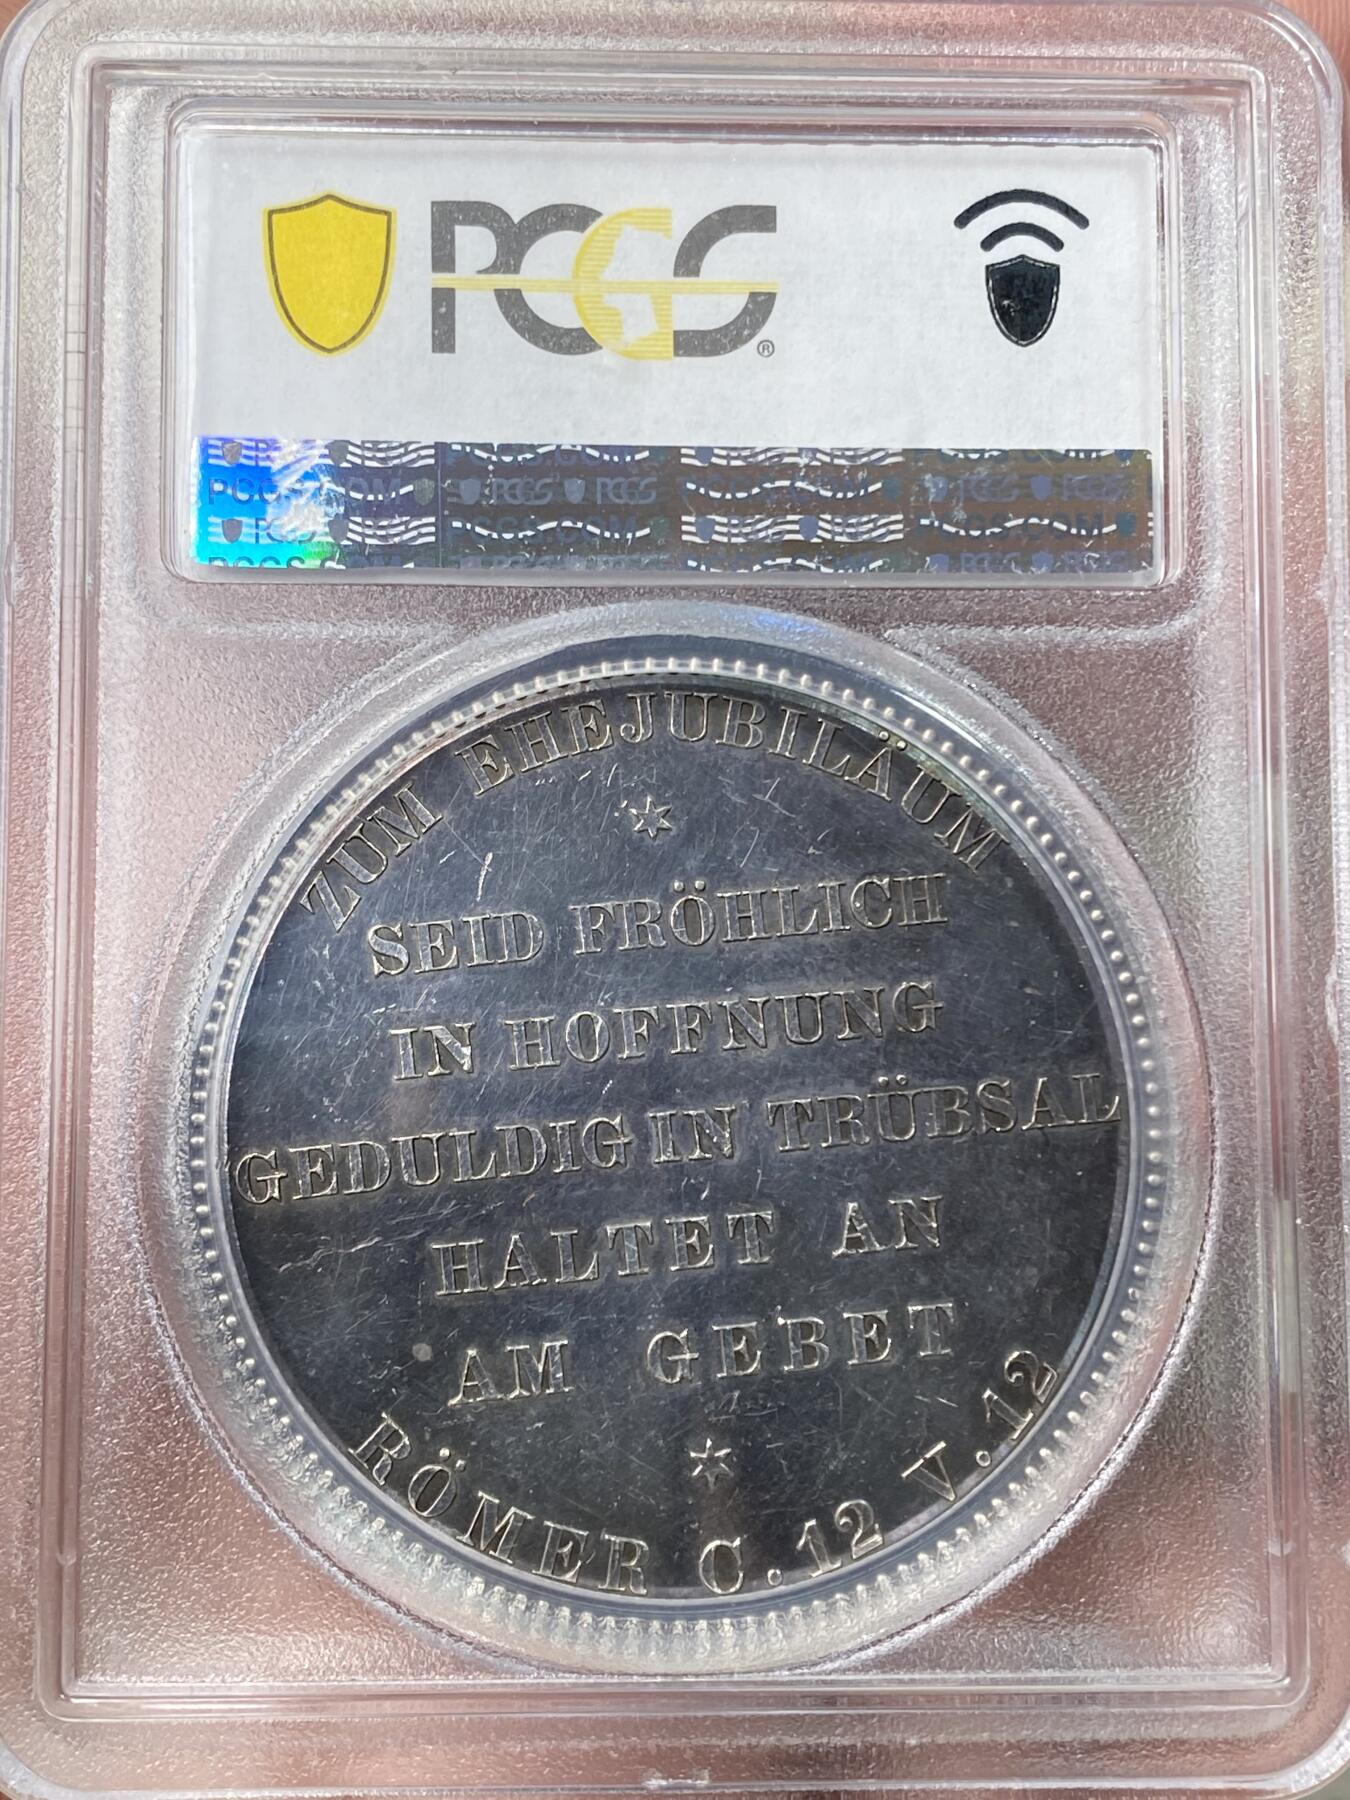 PCGS®
ZUM EHEJUBILÄUM
SEID FRÖHLICH
IN HOFFNUNG
GEDULDIG IN TRÜBSAL
HALTET AN
AM GEBET
RÖMER C. 12 V. 12